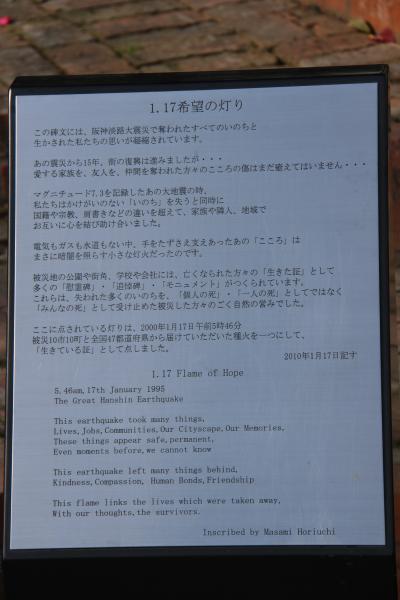 1.17希望の灯り
この碑文には、阪神淡路大震災で奪われたすべてのいのちと
生かされた私たちの思いが凝縮されています。
あの震災から15年、街の復興は進みましたが・・・
愛する家族を、友人を、仲間を奪われた方々のこころの傷はまだ癒えてはいません・・・
マグニチュード7.3を記録したあの大地震の時、
私たちはかけがいのない「いのち」を失うと同時に
国籍や宗教、肩書きなどの違いを超えて、家族や隣人、地域で
お互いに心を結び助け合いました。
電気もガスも水道もない中、手をたずさえ支えあったあの「こころ」は
まさに暗闇を照らす小さな灯火だったのです。
被災地の公園や街角、学校や会社には、亡くなられた方々の「生きた証」として
多くの「慰霊碑」・「追悼碑」・「モニュメント」がつくられています。
これらは、失われた多くのいのちを、「個人の死」・「一人の死」としてではなく
「みんなの死」として受け止めた被災した方々のごく自然の営みでした。
ここに点されている灯りは、2000年1月17日午前5時46分
被災10市10町と全国47都道府県から届けていただいた種火を一つにして、
「生きている証」として点しました。
2010年1月17日記す
1.17 Flame of Hope
5.46am,17th January 1995
The Great Hanshin Earthquake
This earthquake took many things,
Lives,Jobs,Communities,Our Cityscape,Our Memories,
These things appear safe,permanent,
Even moments before,we cannot know
This earthquake left many things behind,
Kindness,Compassion, Human Bonds,Friendship
This flame links the lives which were taken away,
With our thoughts,the survivors.
Inscribed by Masami Horiuchi